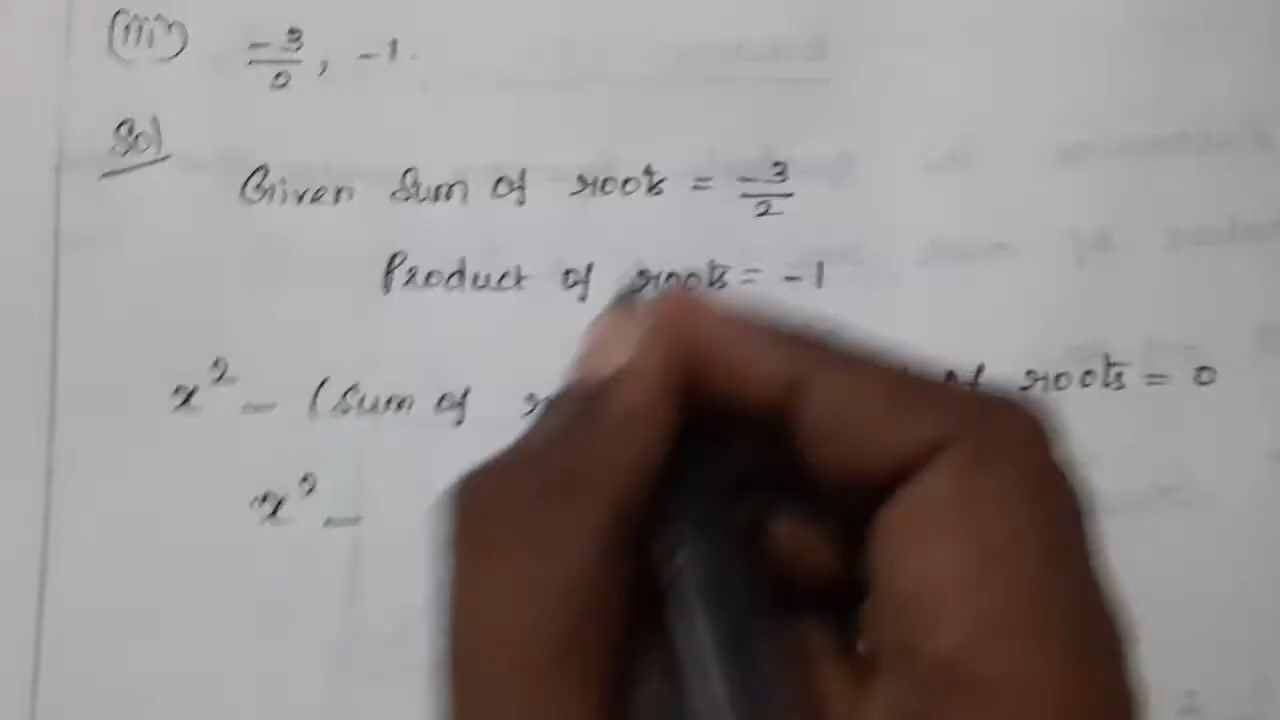 (iii) -3/2, -1.
Sol
Given Sum of roots = -3/2
Product of roots = -1
x² - (Sum of of roots = 0
x² -